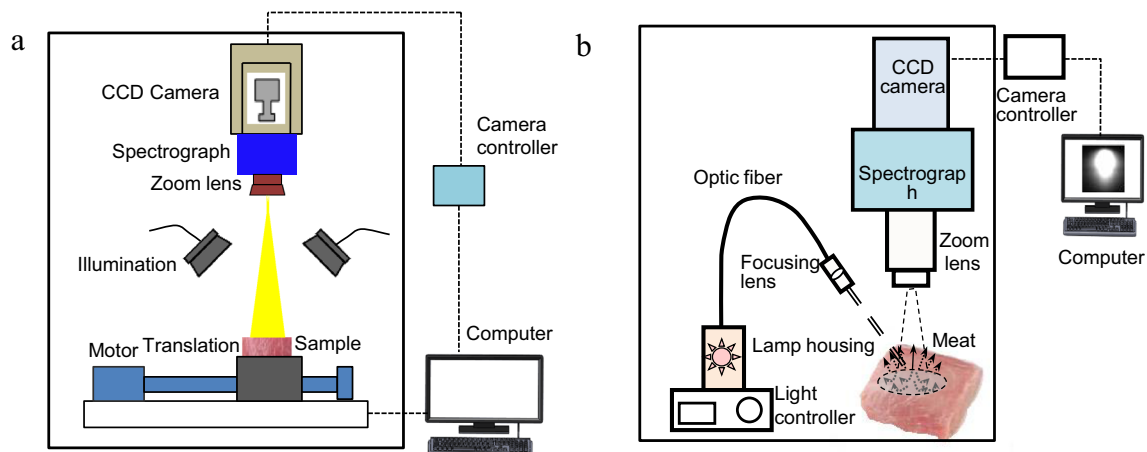 a
CCD Camera
Spectrograph
Zoom lens
Camera
controller
Illumination
Motor
Translation
Sample
Computer
b
CCD
camera
Camera
controller
Spectrograp
h
Optic fiber
Zoom
lens
Focusing
lens
Computer
Lamp housing
Meat
Light
controller